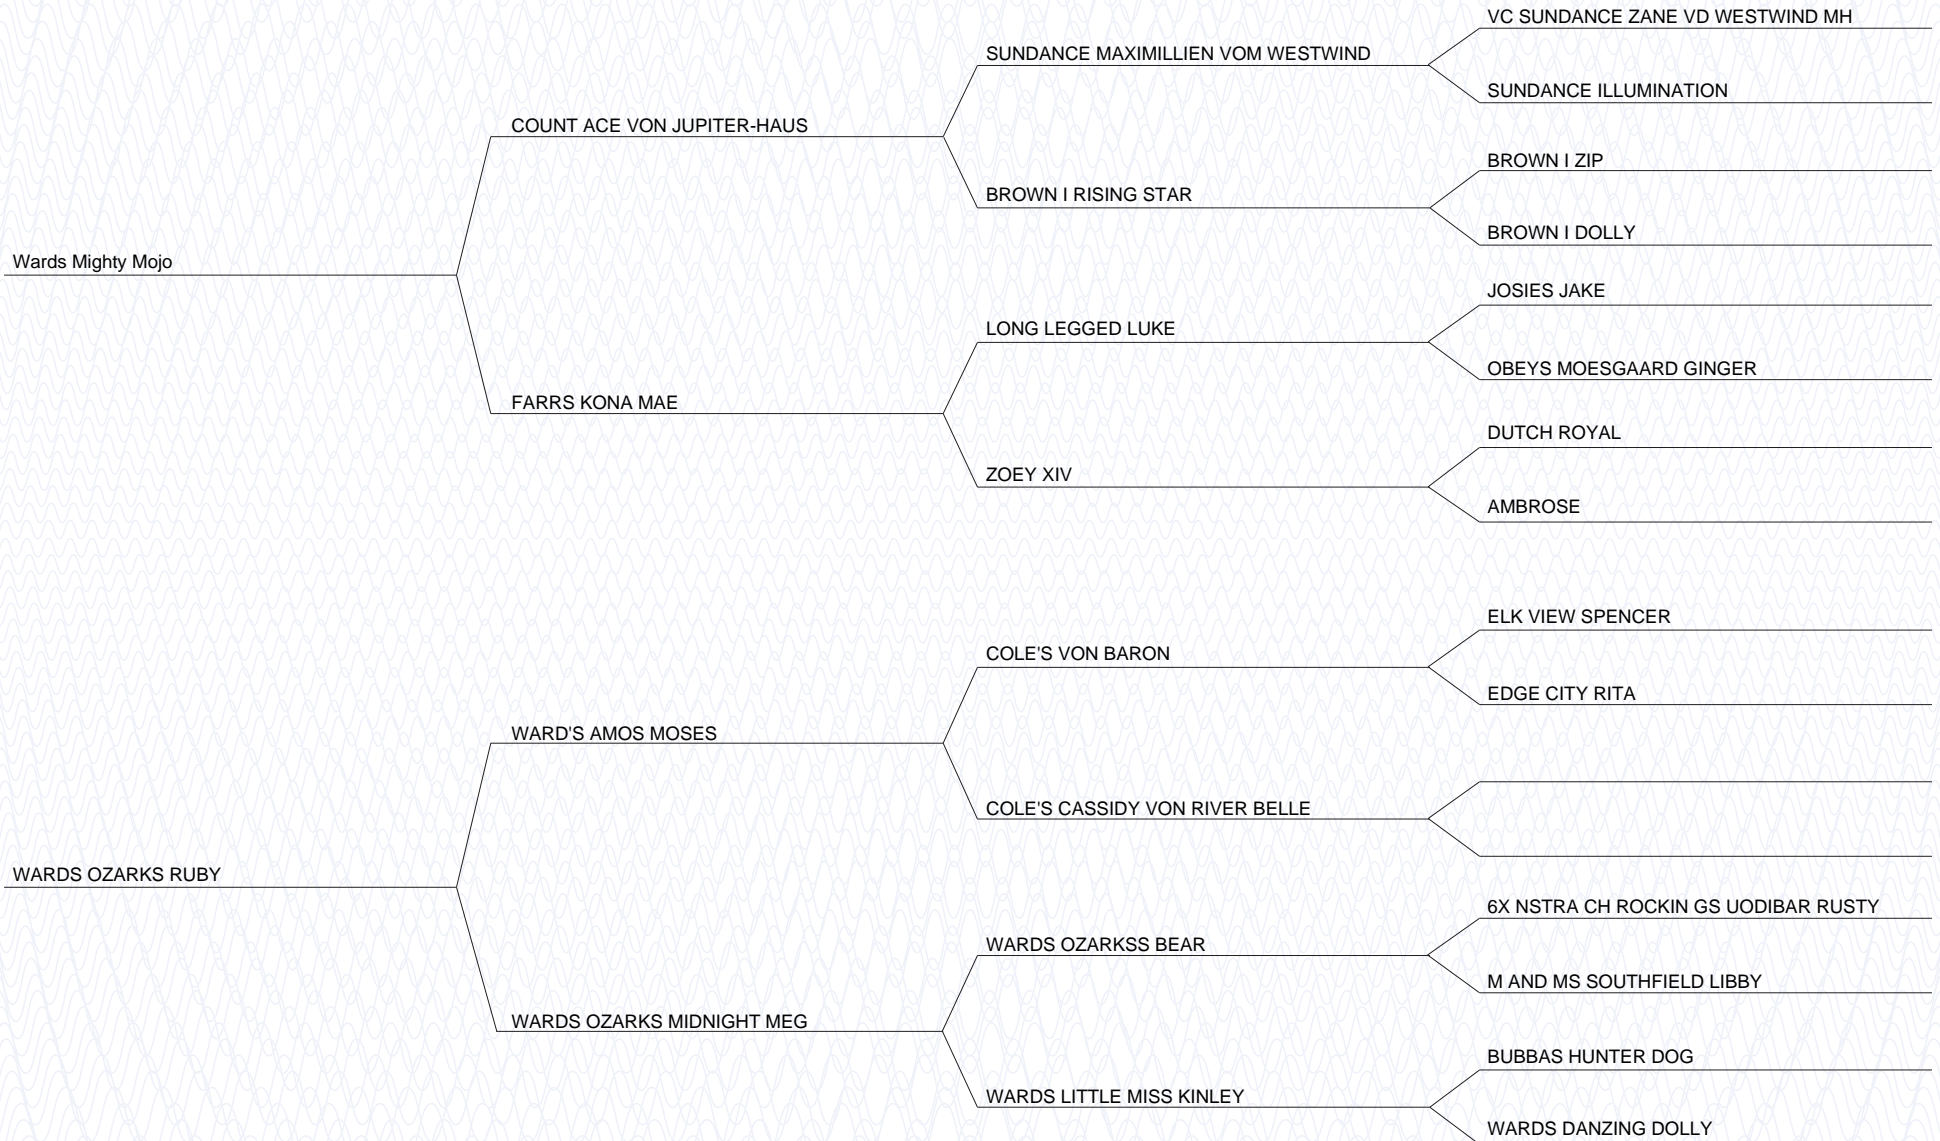 VC SUNDANCE ZANE VD WESTWIND MH
SUNDANCE MAXIMILLIEN VOM WESTWIND
SUNDANCE ILLUMINATION
COUNT ACE VON JUPITER-HAUS
BROWN I ZIP
BROWN I RISING STAR
BROWN I DOLLY
Wards Mighty Mojo
JOSIES JAKE
LONG LEGGED LUKE
OBEYS MOESGAARD GINGER
FARRS KONA MAE
DUTCH ROYAL
ZOEY XIV
AMBROSE
ELK VIEW SPENCER
COLE'S VON BARON
EDGE CITY RITA
WARD'S AMOS MOSES
COLE'S CASSIDY VON RIVER BELLE
WARDS OZARKS RUBY
6X NSTRA CH ROCKIN GS UODIBAR RUSTY
WARDS OZARKSS BEAR
M AND MS SOUTHFIELD LIBBY
WARDS OZARKS MIDNIGHT MEG
BUBBAS HUNTER DOG
WARDS LITTLE MISS KINLEY
WARDS DANZING DOLLY